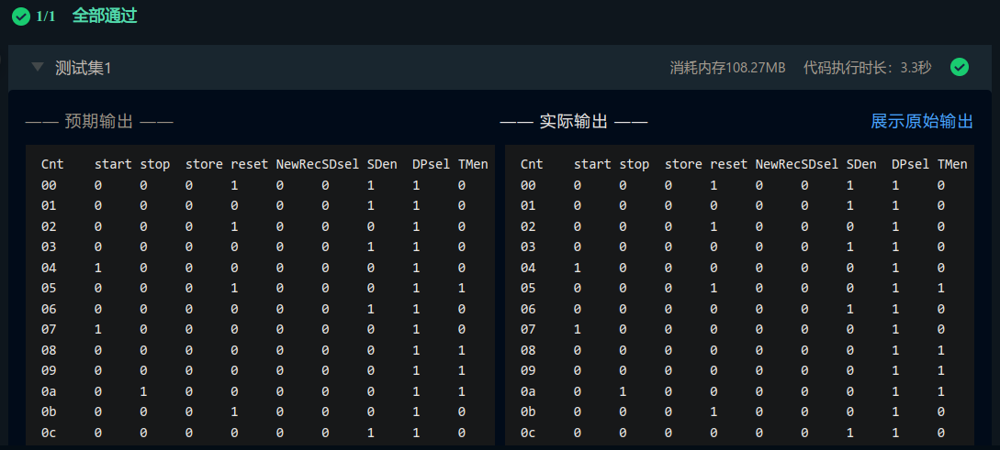 1/1 全部通过
测试集1 消耗内存108.27MB 代码执行时长：3.3秒
—— 预期输出 —— —— 实际输出 —— 展示原始输出
Cnt start stop store reset NewRecSDsel SDen DPsel TMen Cnt start stop store reset NewRecSDsel SDen DPsel TMen
00 0 0 0 1 0 0 1 1 0 00 0 0 0 1 0 0 1 1 0
01 0 0 0 0 0 0 1 1 0 01 0 0 0 0 0 0 1 1 0
02 0 0 0 1 0 0 0 1 0 02 0 0 0 1 0 0 0 1 0
03 0 0 0 0 0 0 1 1 0 03 0 0 0 0 0 0 1 1 0
04 1 0 0 0 0 0 0 1 0 04 1 0 0 0 0 0 0 1 0
05 0 0 0 1 0 0 0 1 1 05 0 0 0 1 0 0 0 1 1
06 0 0 0 0 0 0 1 1 0 06 0 0 0 0 0 0 1 1 0
07 1 0 0 0 0 0 0 1 0 07 1 0 0 0 0 0 0 1 0
08 0 0 0 0 0 0 0 1 1 08 0 0 0 0 0 0 0 1 1
09 0 0 0 0 0 0 0 1 1 09 0 0 0 0 0 0 0 1 1
0a 0 1 0 0 0 0 0 1 1 0a 0 1 0 0 0 0 0 1 1
0b 0 0 0 1 0 0 0 1 0 0b 0 0 0 1 0 0 0 1 0
0c 0 0 0 0 0 0 1 1 0 0c 0 0 0 0 0 0 1 1 0